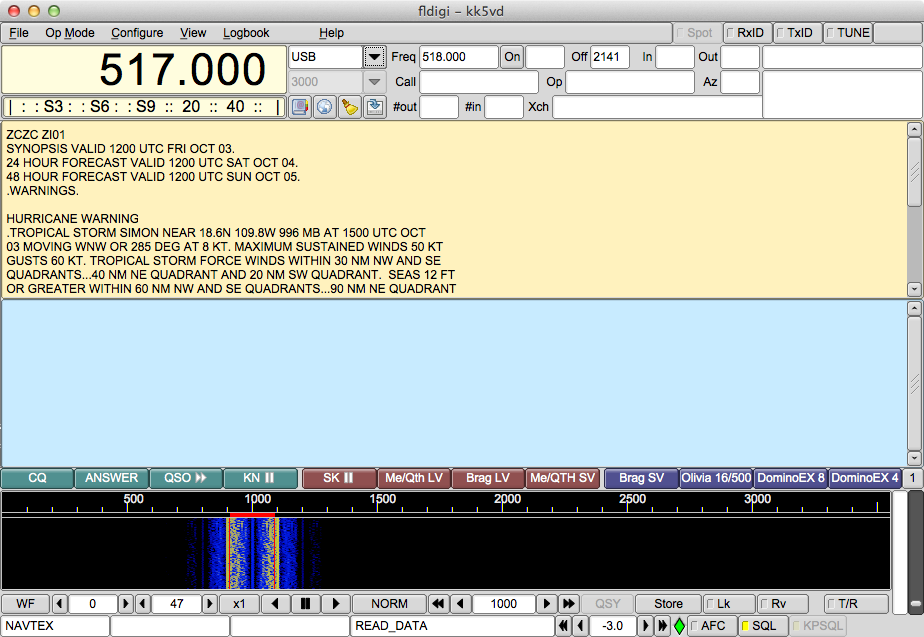 fldigi – kk5vd
File Op Mode Configure View Logbook Help Spot RxID TxID TUNE
517.000
USB Freq 518.000 On Off 2141 In Out
3000 Call Op Az
| : : S3 : : S6 : : S9 :: 20 :: 40 :: |
#out #in Xch
ZCZC ZI01
SYNOPSIS VALID 1200 UTC FRI OCT 03.
24 HOUR FORECAST VALID 1200 UTC SAT OCT 04.
48 HOUR FORECAST VALID 1200 UTC SUN OCT 05.
.WARNINGS.
HURRICANE WARNING
.TROPICAL STORM SIMON NEAR 18.6N 109.8W 996 MB AT 1500 UTC OCT
03 MOVING WNW OR 285 DEG AT 8 KT. MAXIMUM SUSTAINED WINDS 50 KT
GUSTS 60 KT. TROPICAL STORM FORCE WINDS WITHIN 30 NM NW AND SE
QUADRANTS...40 NM NE QUADRANT AND 20 NM SW QUADRANT.  SEAS 12 FT
OR GREATER WITHIN 60 NM NW AND SE QUADRANTS...90 NM NE QUADRANT
CQ ANSWER QSO KN SK Me/Qth LV Brag LV Me/QTH SV Brag SV Olivia 16/500 DominoEX 8 DominoEX 4 1
500 1000 1500 2000 2500 3000
WF 0 47 x1 NORM 1000 QSY Store Lk Rv T/R
NAVTEX READ_DATA -3.0 AFC SQL KPSQL